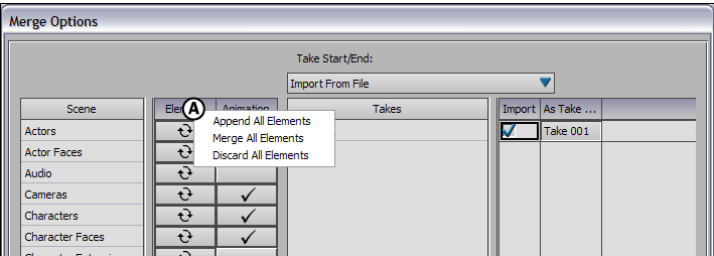 Merge Options
Take Start/End:
Import From File
Scene Elem A Animation Takes Import As Take ...
Append All Elements
Merge All Elements
Discard All Elements
Actors Take 001
Actor Faces
Audio
Cameras
Characters
Character Faces